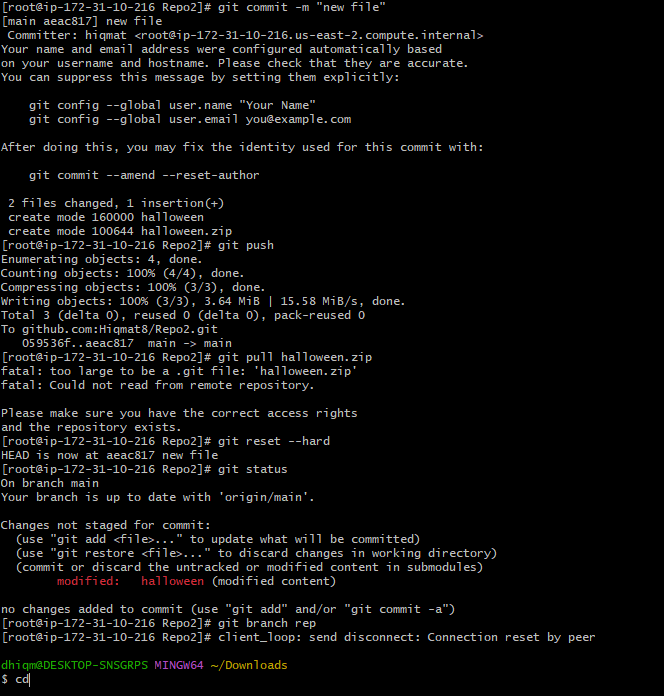 [root@ip-172-31-10-216 Repo2]# git commit -m "new file"
[main aeac817] new file
 Committer: hiqmat <root@ip-172-31-10-216.us-east-2.compute.internal>
Your name and email address were configured automatically based
on your username and hostname. Please check that they are accurate.
You can suppress this message by setting them explicitly:

    git config --global user.name "Your Name"
    git config --global user.email you@example.com

After doing this, you may fix the identity used for this commit with:

    git commit --amend --reset-author

 2 files changed, 1 insertion(+)
 create mode 160000 halloween
 create mode 100644 halloween.zip
[root@ip-172-31-10-216 Repo2]# git push
Enumerating objects: 4, done.
Counting objects: 100% (4/4), done.
Compressing objects: 100% (3/3), done.
Writing objects: 100% (3/3), 3.64 MiB | 15.58 MiB/s, done.
Total 3 (delta 0), reused 0 (delta 0), pack-reused 0
To github.com:Hiqmat8/Repo2.git
   059536f..aeac817  main -> main
[root@ip-172-31-10-216 Repo2]# git pull halloween.zip
fatal: too large to be a .git file: 'halloween.zip'
fatal: Could not read from remote repository.

Please make sure you have the correct access rights
and the repository exists.
[root@ip-172-31-10-216 Repo2]# git reset --hard
HEAD is now at aeac817 new file
[root@ip-172-31-10-216 Repo2]# git status
On branch main
Your branch is up to date with 'origin/main'.

Changes not staged for commit:
  (use "git add <file>..." to update what will be committed)
  (use "git restore <file>..." to discard changes in working directory)
  (commit or discard the untracked or modified content in submodules)
        modified:   halloween (modified content)

no changes added to commit (use "git add" and/or "git commit -a")
[root@ip-172-31-10-216 Repo2]# git branch rep
[root@ip-172-31-10-216 Repo2]# client_loop: send disconnect: Connection reset by peer

dhiqm@DESKTOP-SNSGRPS MINGW64 ~/Downloads
$ cd